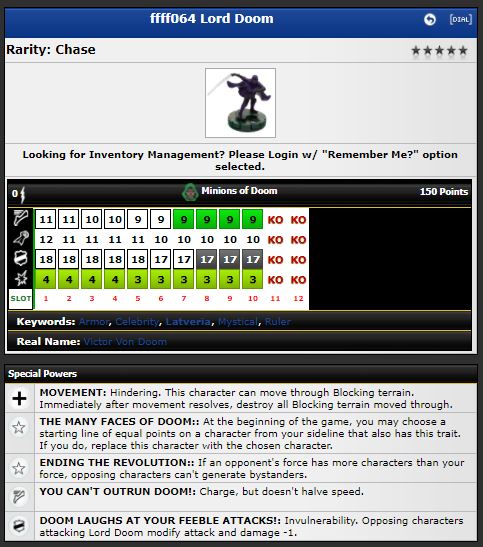 ffff064 Lord Doom
[DIAL]
Rarity: Chase
Looking for Inventory Management? Please Login w/ "Remember Me?" option
selected.
0 Minions of Doom 150 Points
11 11 10 10 9 9 9 9 9 9 KO KO
12 11 11 11 11 10 10 10 10 10 KO KO
18 18 18 18 18 17 17 17 17 17 KO KO
4 4 4 3 3 3 3 3 3 3 KO KO
SLOT 1 2 3 4 5 6 7 8 9 10 11 12
Keywords: Armor, Celebrity, Latveria, Mystical, Ruler
Real Name: Victor Von Doom
Special Powers
MOVEMENT: Hindering. This character can move through Blocking terrain.
Immediately after movement resolves, destroy all Blocking terrain moved through.
THE MANY FACES OF DOOM:: At the beginning of the game, you may choose a
starting line of equal points on a character from your sideline that also has this trait.
If you do, replace this character with the chosen character.
ENDING THE REVOLUTION:: If an opponent's force has more characters than your
force, opposing characters can't generate bystanders.
YOU CAN'T OUTRUN DOOM!: Charge, but doesn't halve speed.
DOOM LAUGHS AT YOUR FEEBLE ATTACKS!: Invulnerability. Opposing characters
attacking Lord Doom modify attack and damage -1.